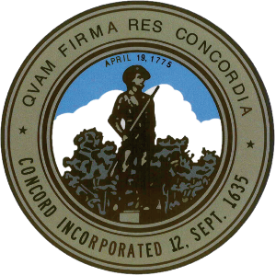 QVAM FIRMA RES CONCORDIA
APRIL 19, 1775
CONCORD INCORPORATED 12, SEPT. 1635